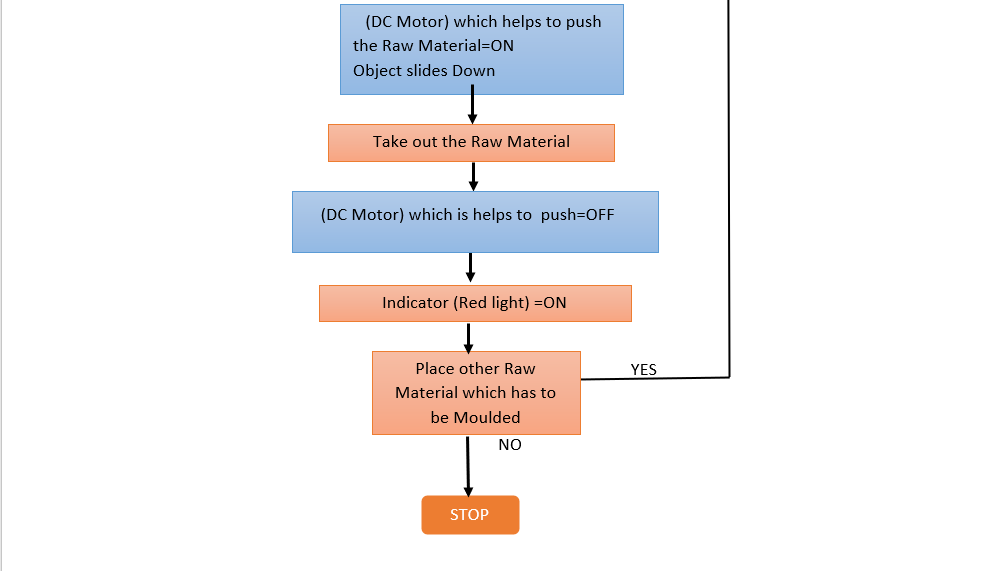 (DC Motor) which helps to push
the Raw Material=ON
Object slides Down
Take out the Raw Material
(DC Motor) which is helps to  push=OFF
Indicator (Red light) =ON
Place other Raw
Material which has to
be Moulded
YES
NO
STOP